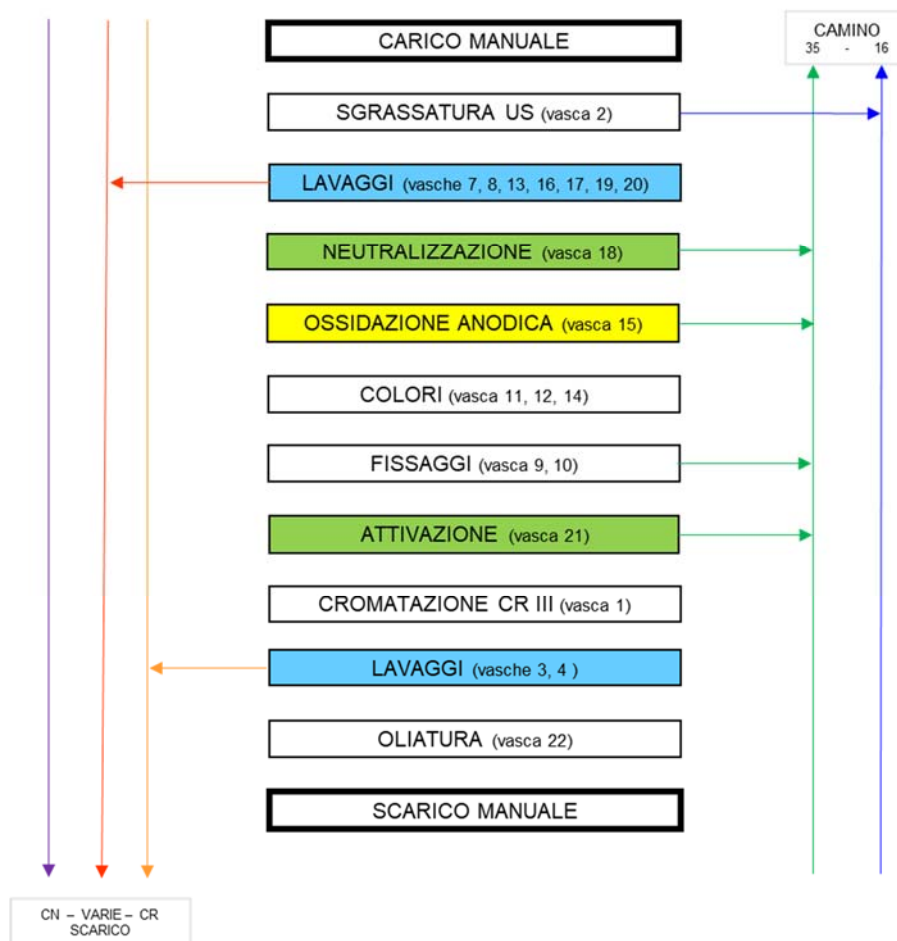 CARICO MANUALE
CAMINO
35 - 16
SGRASSATURA US (vasca 2)
LAVAGGI (vasche 7, 8, 13, 16, 17, 19, 20)
NEUTRALIZZAZIONE (vasca 18)
OSSIDAZIONE ANODICA (vasca 15)
COLORI (vasca 11, 12, 14)
FISSAGGI (vasca 9, 10)
ATTIVAZIONE (vasca 21)
CROMATAZIONE CR III (vasca 1)
LAVAGGI (vasche 3, 4 )
OLIATURA (vasca 22)
SCARICO MANUALE
CN – VARIE – CR
SCARICO